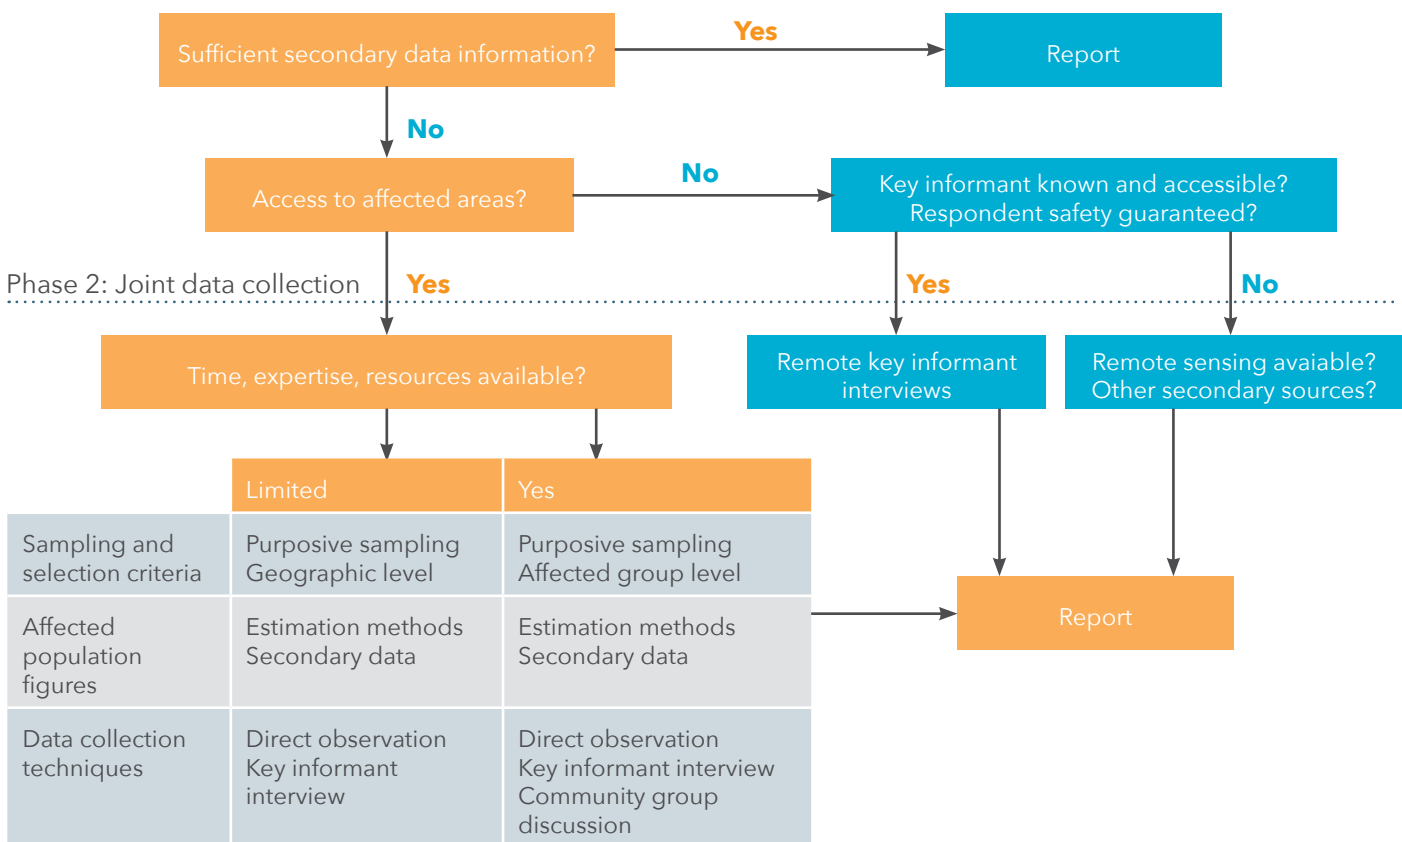 Sufficient secondary data information?
Yes
Report
No
Access to affected areas?
No
Key informant known and accessible?
Respondent safety guaranteed?
Phase 2: Joint data collection
Yes
Yes
No
Time, expertise, resources available?
Remote key informant
interviews
Remote sensing avaiable?
Other secondary sources?
Limited
Yes
Sampling and
selection criteria
Purposive sampling
Geographic level
Purposive sampling
Affected group level
Affected
population
figures
Estimation methods
Secondary data
Estimation methods
Secondary data
Report
Data collection
techniques
Direct observation
Key informant
interview
Direct observation
Key informant interview
Community group
discussion